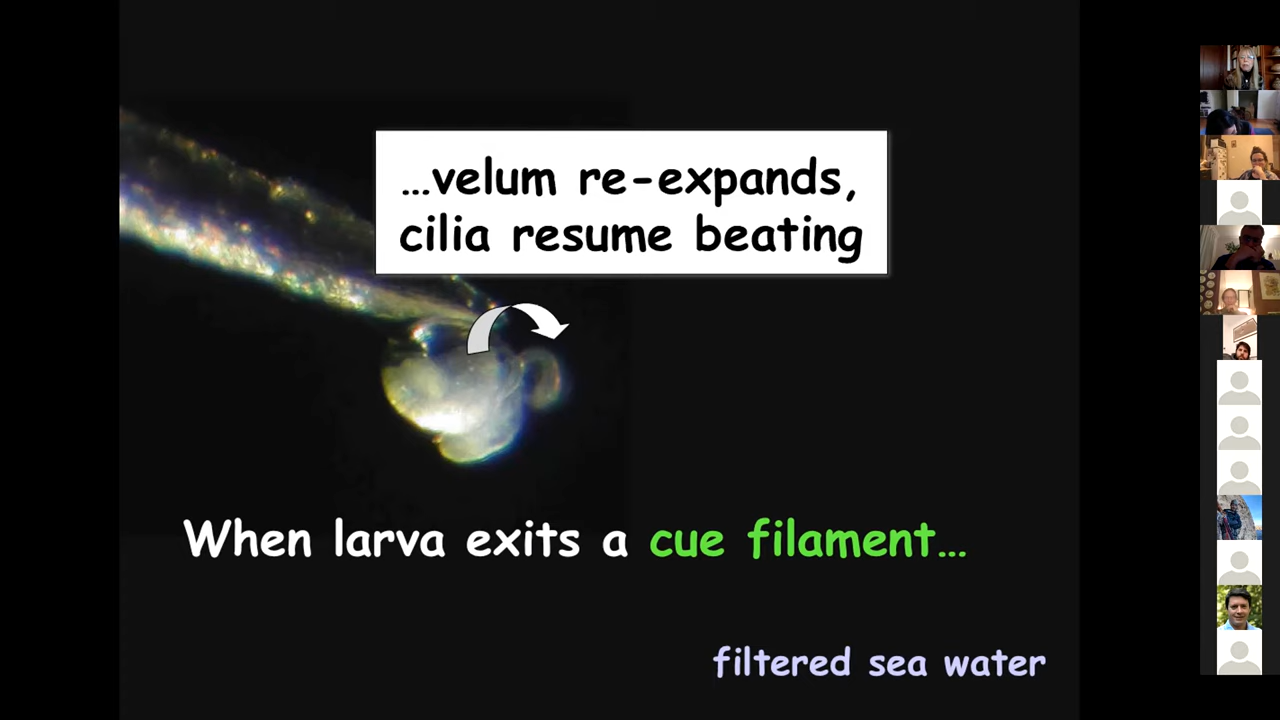 …velum re-expands,
cilia resume beating
When larva exits a cue filament…
filtered sea water